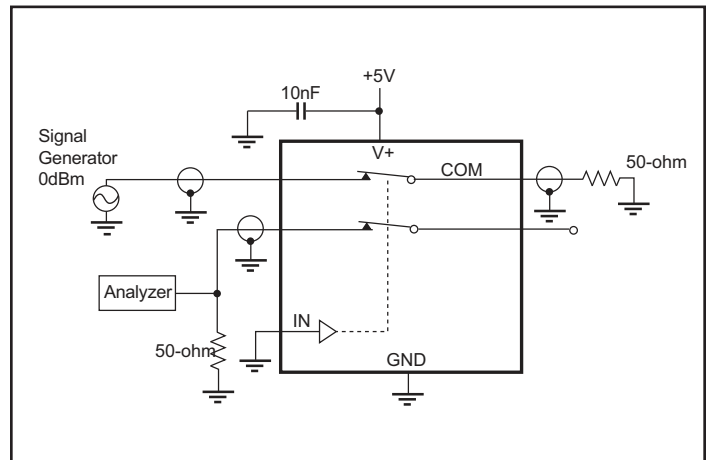 +5V
10nF
Signal
Generator
0dBm
V+
COM
50-ohm
Analyzer
IN
50-ohm
GND